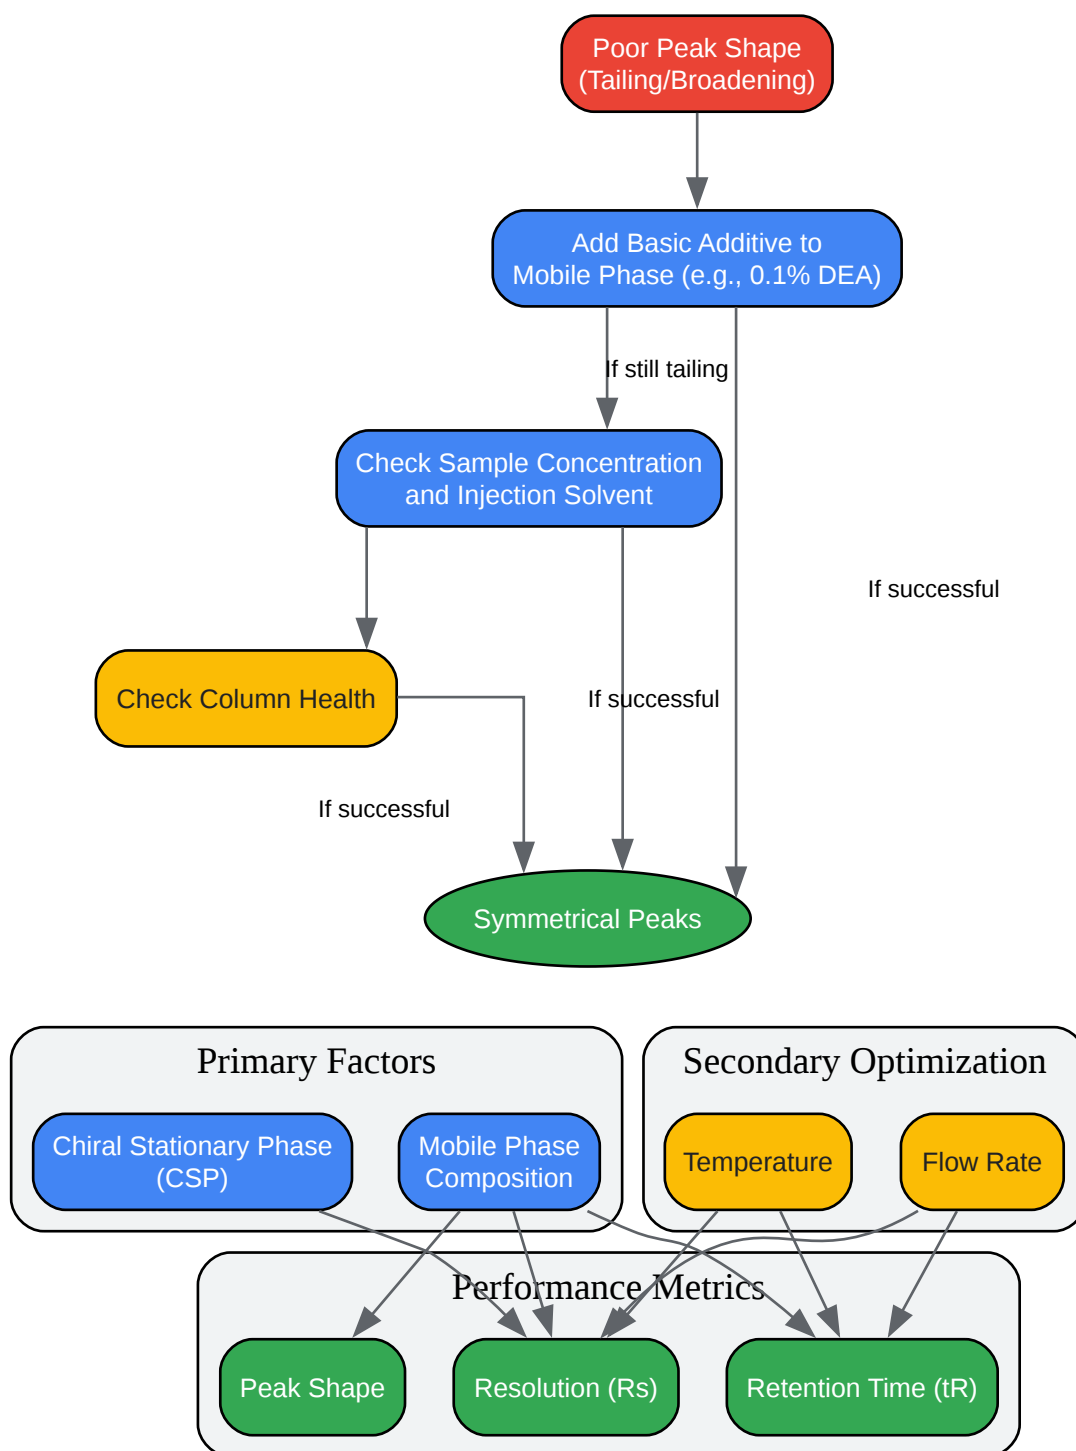 Poor Peak Shape
(Tailing/Broadening)
Add Basic Additive to
Mobile Phase (e.g., 0.1% DEA)
If still tailing
Check Sample Concentration
and Injection Solvent
If successful
Check Column Health
If successful
If successful
Symmetrical Peaks
Primary Factors
Secondary Optimization
Chiral Stationary Phase
(CSP)
Mobile Phase
Composition
Temperature
Flow Rate
Performance Metrics
Peak Shape
Resolution (Rs)
Retention Time (tR)